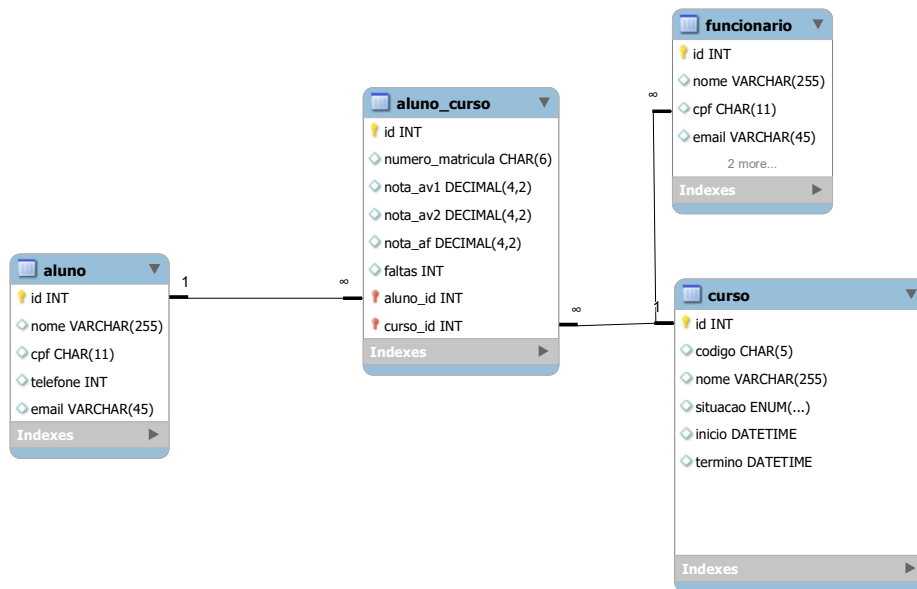 funcionario
id INT
nome VARCHAR(255)
cpf CHAR(11)
email VARCHAR(45)
2 more...
Indexes
∞
aluno_curso
id INT
numero_matricula CHAR(6)
nota_av1 DECIMAL(4,2)
nota_av2 DECIMAL(4,2)
nota_af DECIMAL(4,2)
faltas INT
aluno_id INT
curso_id INT
Indexes
aluno
id INT
nome VARCHAR(255)
cpf CHAR(11)
telefone INT
email VARCHAR(45)
Indexes
1
∞
∞
1
curso
id INT
codigo CHAR(5)
nome VARCHAR(255)
situacao ENUM(...)
inicio DATETIME
termino DATETIME
Indexes